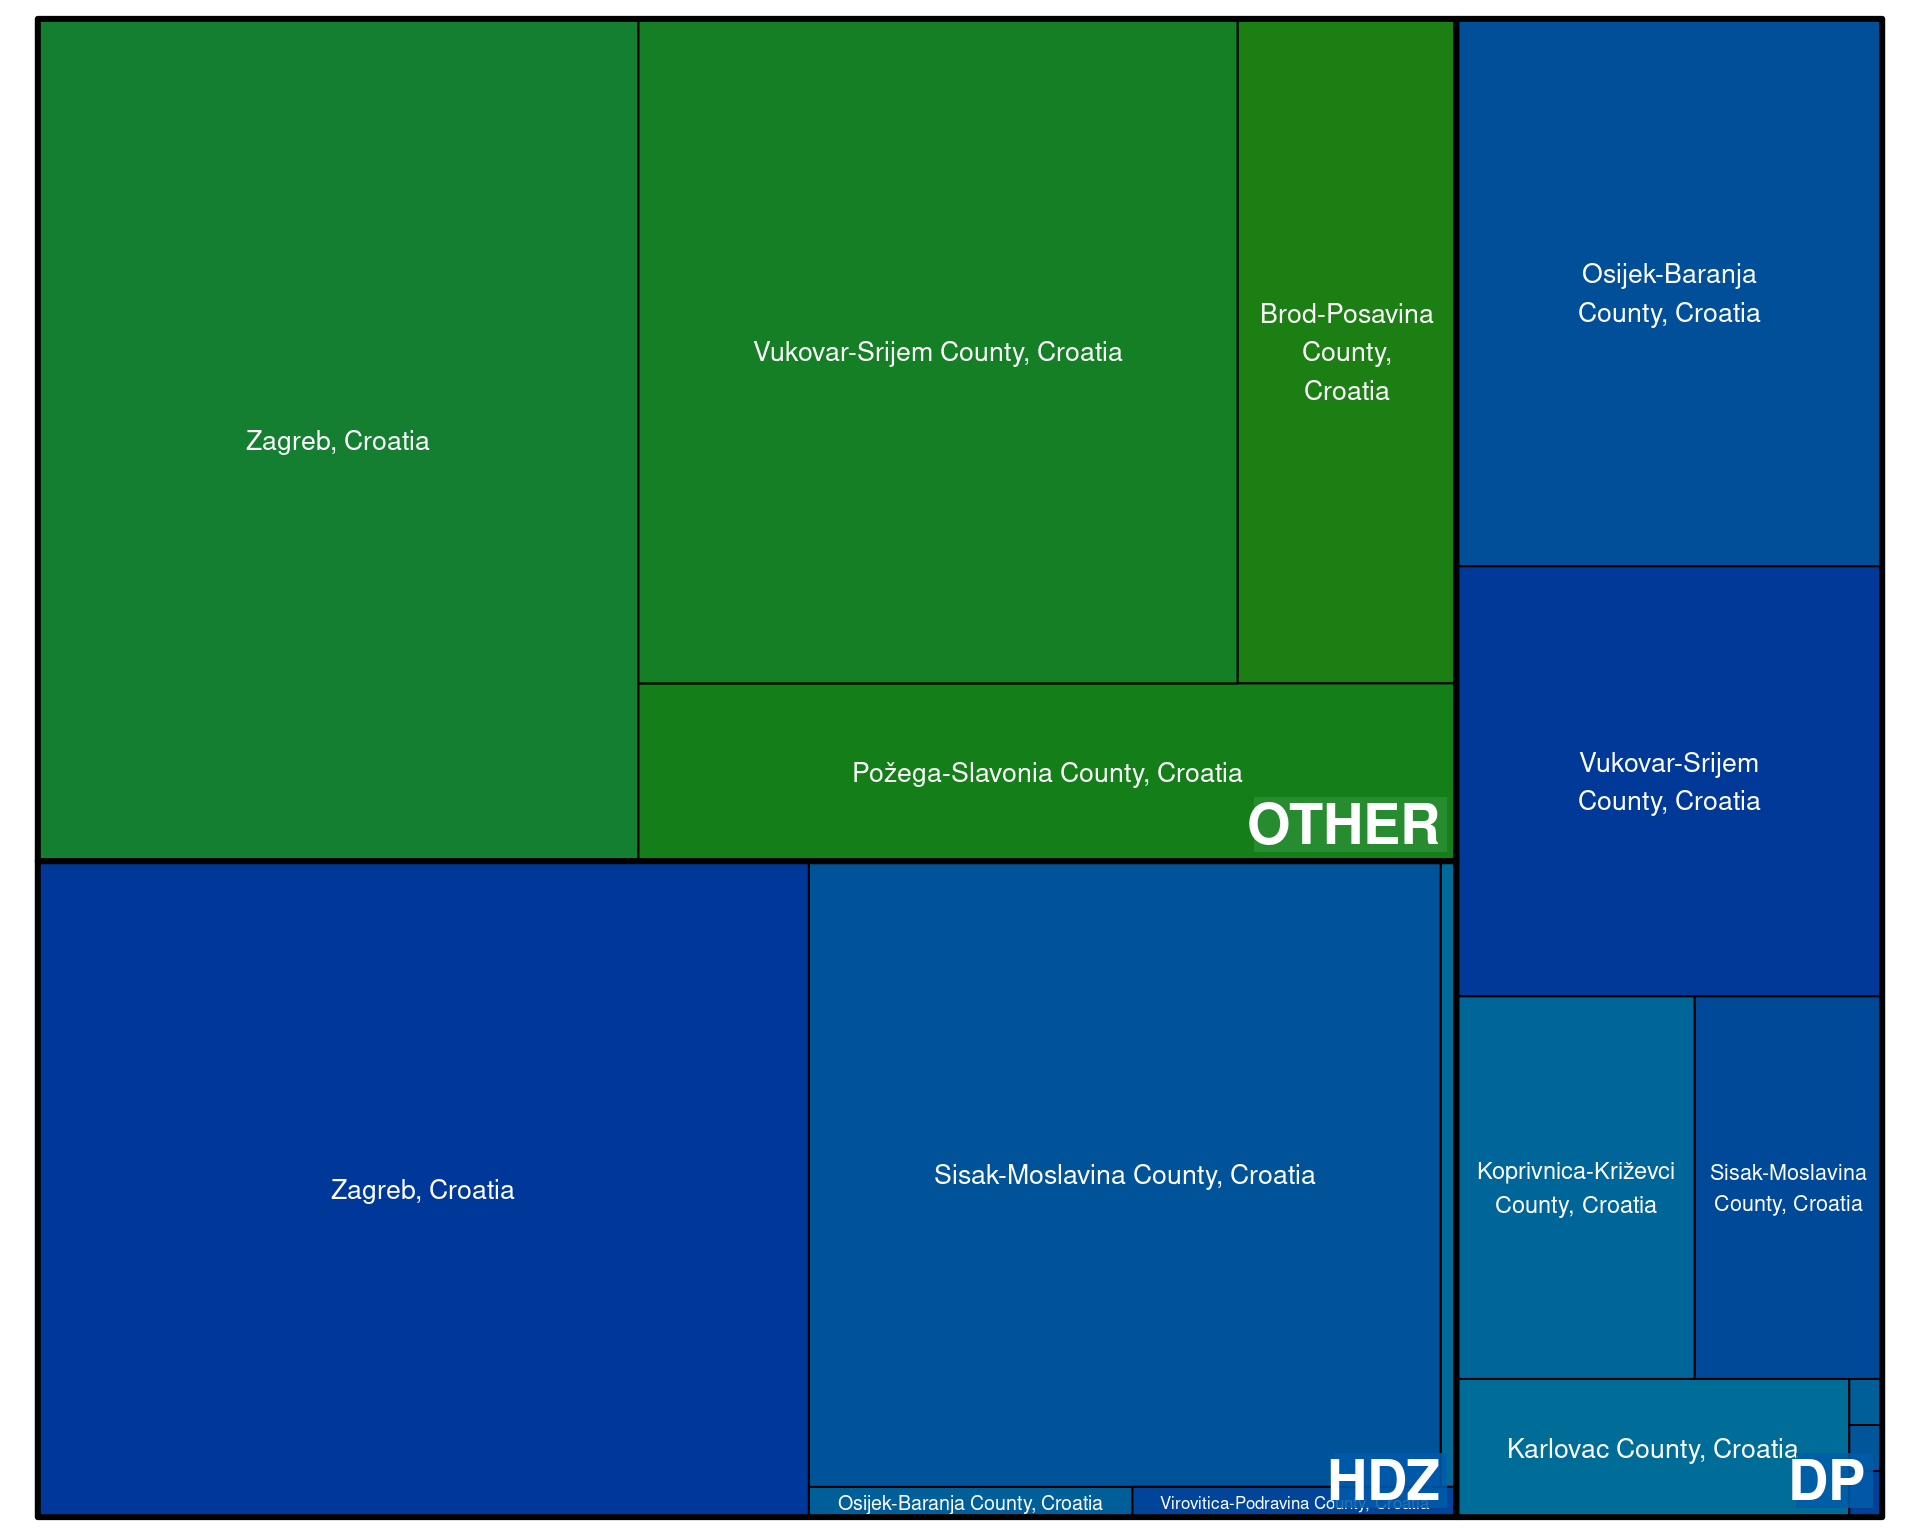 Zagreb, Croatia
Vukovar-Srijem County, Croatia
Brod-Posavina
County,
Croatia
Požega-Slavonia County, Croatia
OTHER
Osijek-Baranja
County, Croatia
Vukovar-Srijem
County, Croatia
Koprivnica-Križevci
County, Croatia
Sisak-Moslavina
County, Croatia
Karlovac County, Croatia
DP
Zagreb, Croatia
Sisak-Moslavina County, Croatia
Osijek-Baranja County, Croatia
Virovitica-Podravina County, Croatia
HDZ